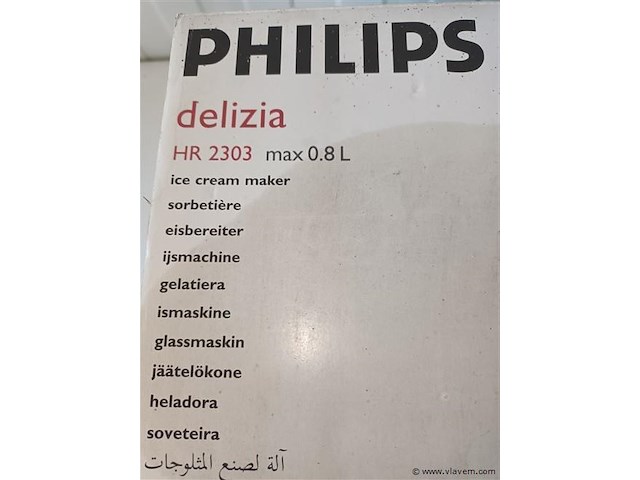 PHILIPS
delizia
HR 2303 max 0.8 L
ice cream maker
sorbetière
eisbereiter
ijsmachine
gelatiera
ismaskine
glassmaskin
jäätelökone
heladora
soveteira
آلة لصنع المثلوجات
© www.vlavem.com